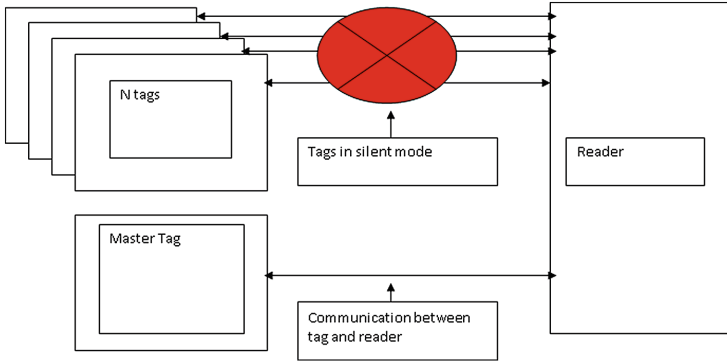 N tags
Tags in silent mode
Reader
Master Tag
Communication between
tag and reader